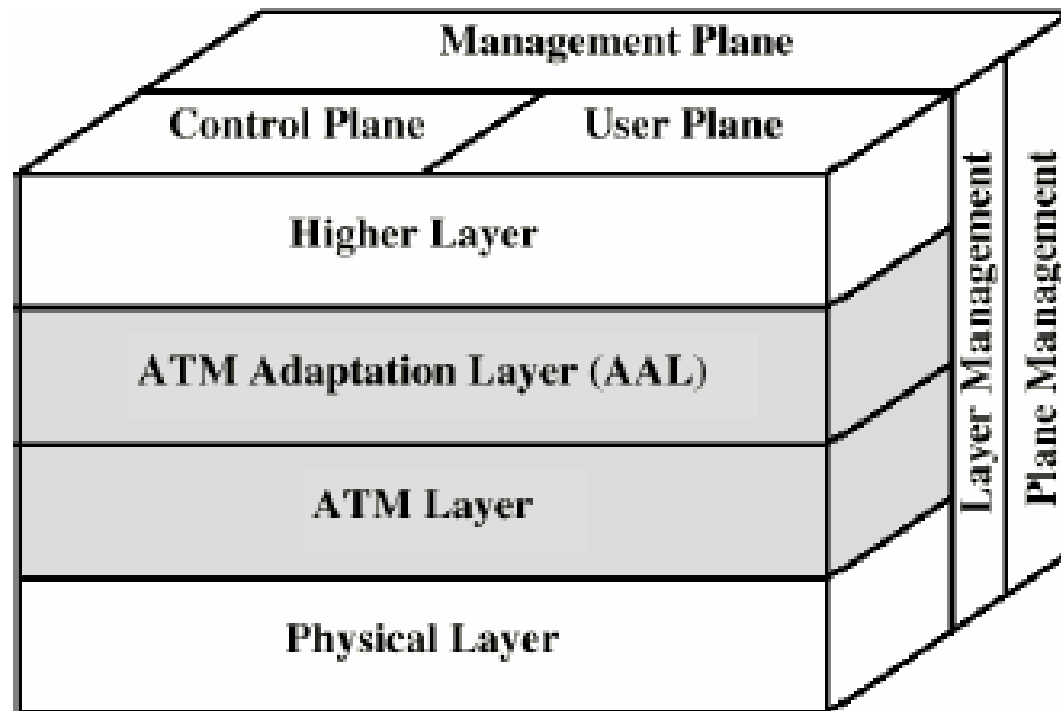 Management Plane
Control Plane
User Plane
Higher Layer
ATM Adaptation Layer (AAL)
ATM Layer
Physical Layer
Layer Management
Plane Management